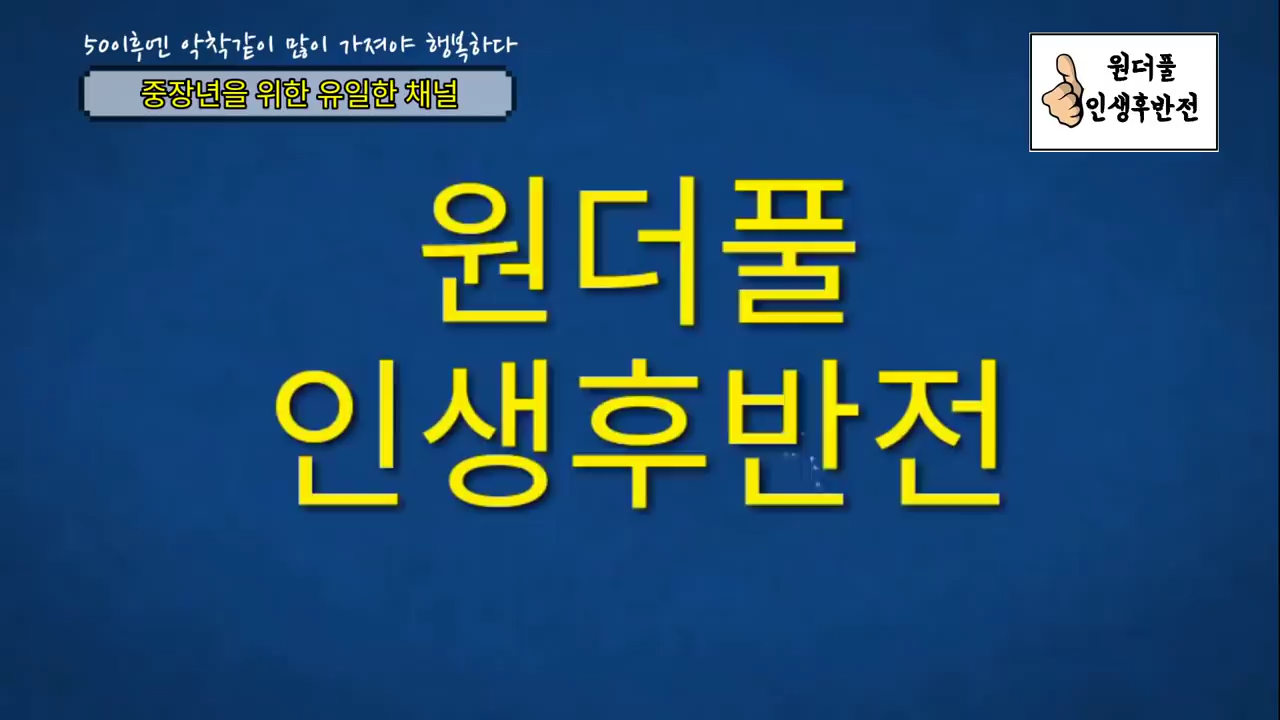 50이후엔 악착같이 많이 가져야 행복하다
중장년을 위한 유일한 채널
원더풀
인생후반전
원더풀
인생후반전